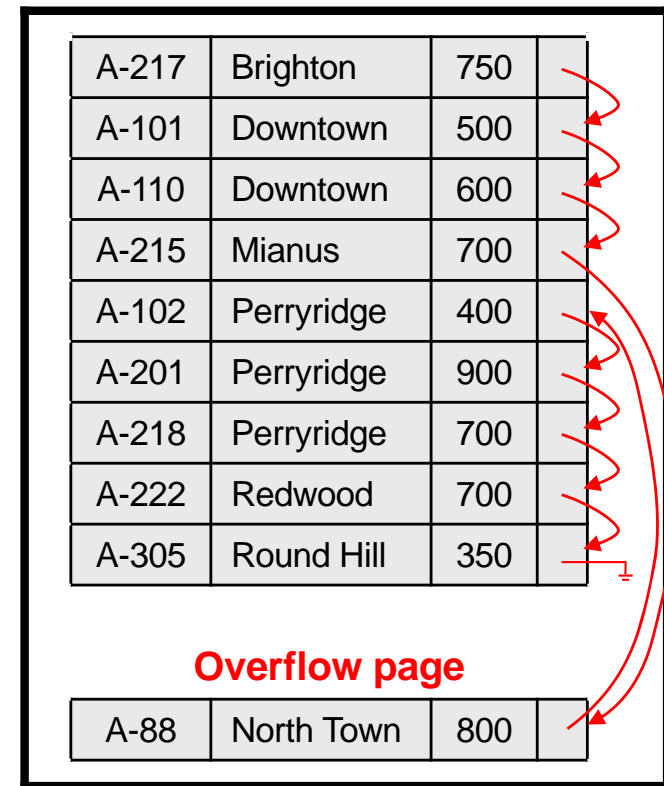 A-217 Brighton 750
A-101 Downtown 500
A-110 Downtown 600
A-215 Mianus 700
A-102 Perryridge 400
A-201 Perryridge 900
A-218 Perryridge 700
A-222 Redwood 700
A-305 Round Hill 350
Overflow page
A-88 North Town 800